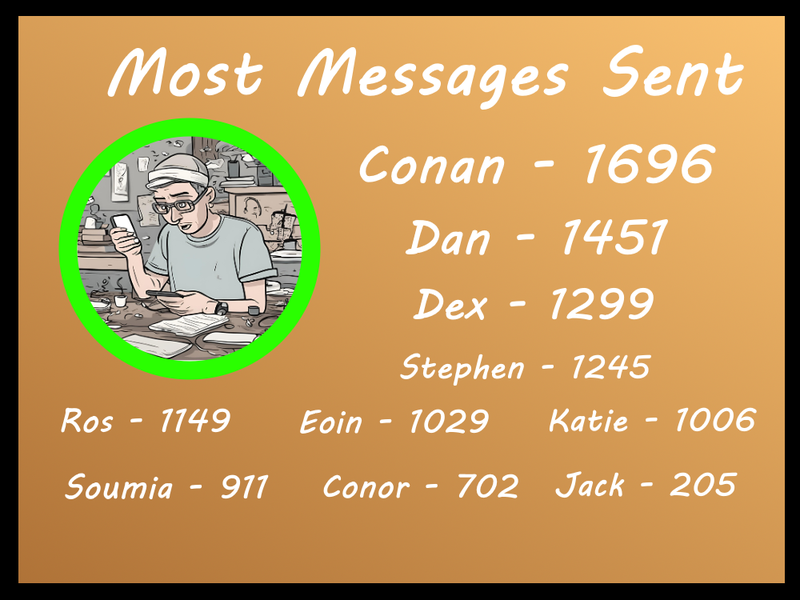 Most Messages Sent
Conan - 1696
Dan - 1451
Dex - 1299
Stephen - 1245
Ros - 1149 Eoin - 1029 Katie - 1006
Soumia - 911 Conor - 702 Jack - 205